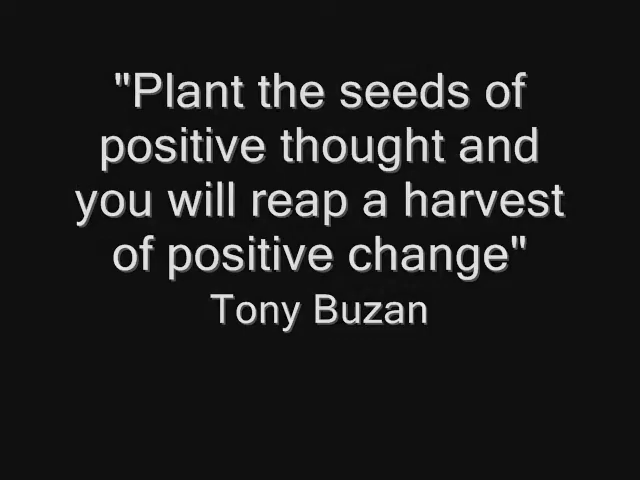 "Plant the seeds of
positive thought and
you will reap a harvest
of positive change"
Tony Buzan